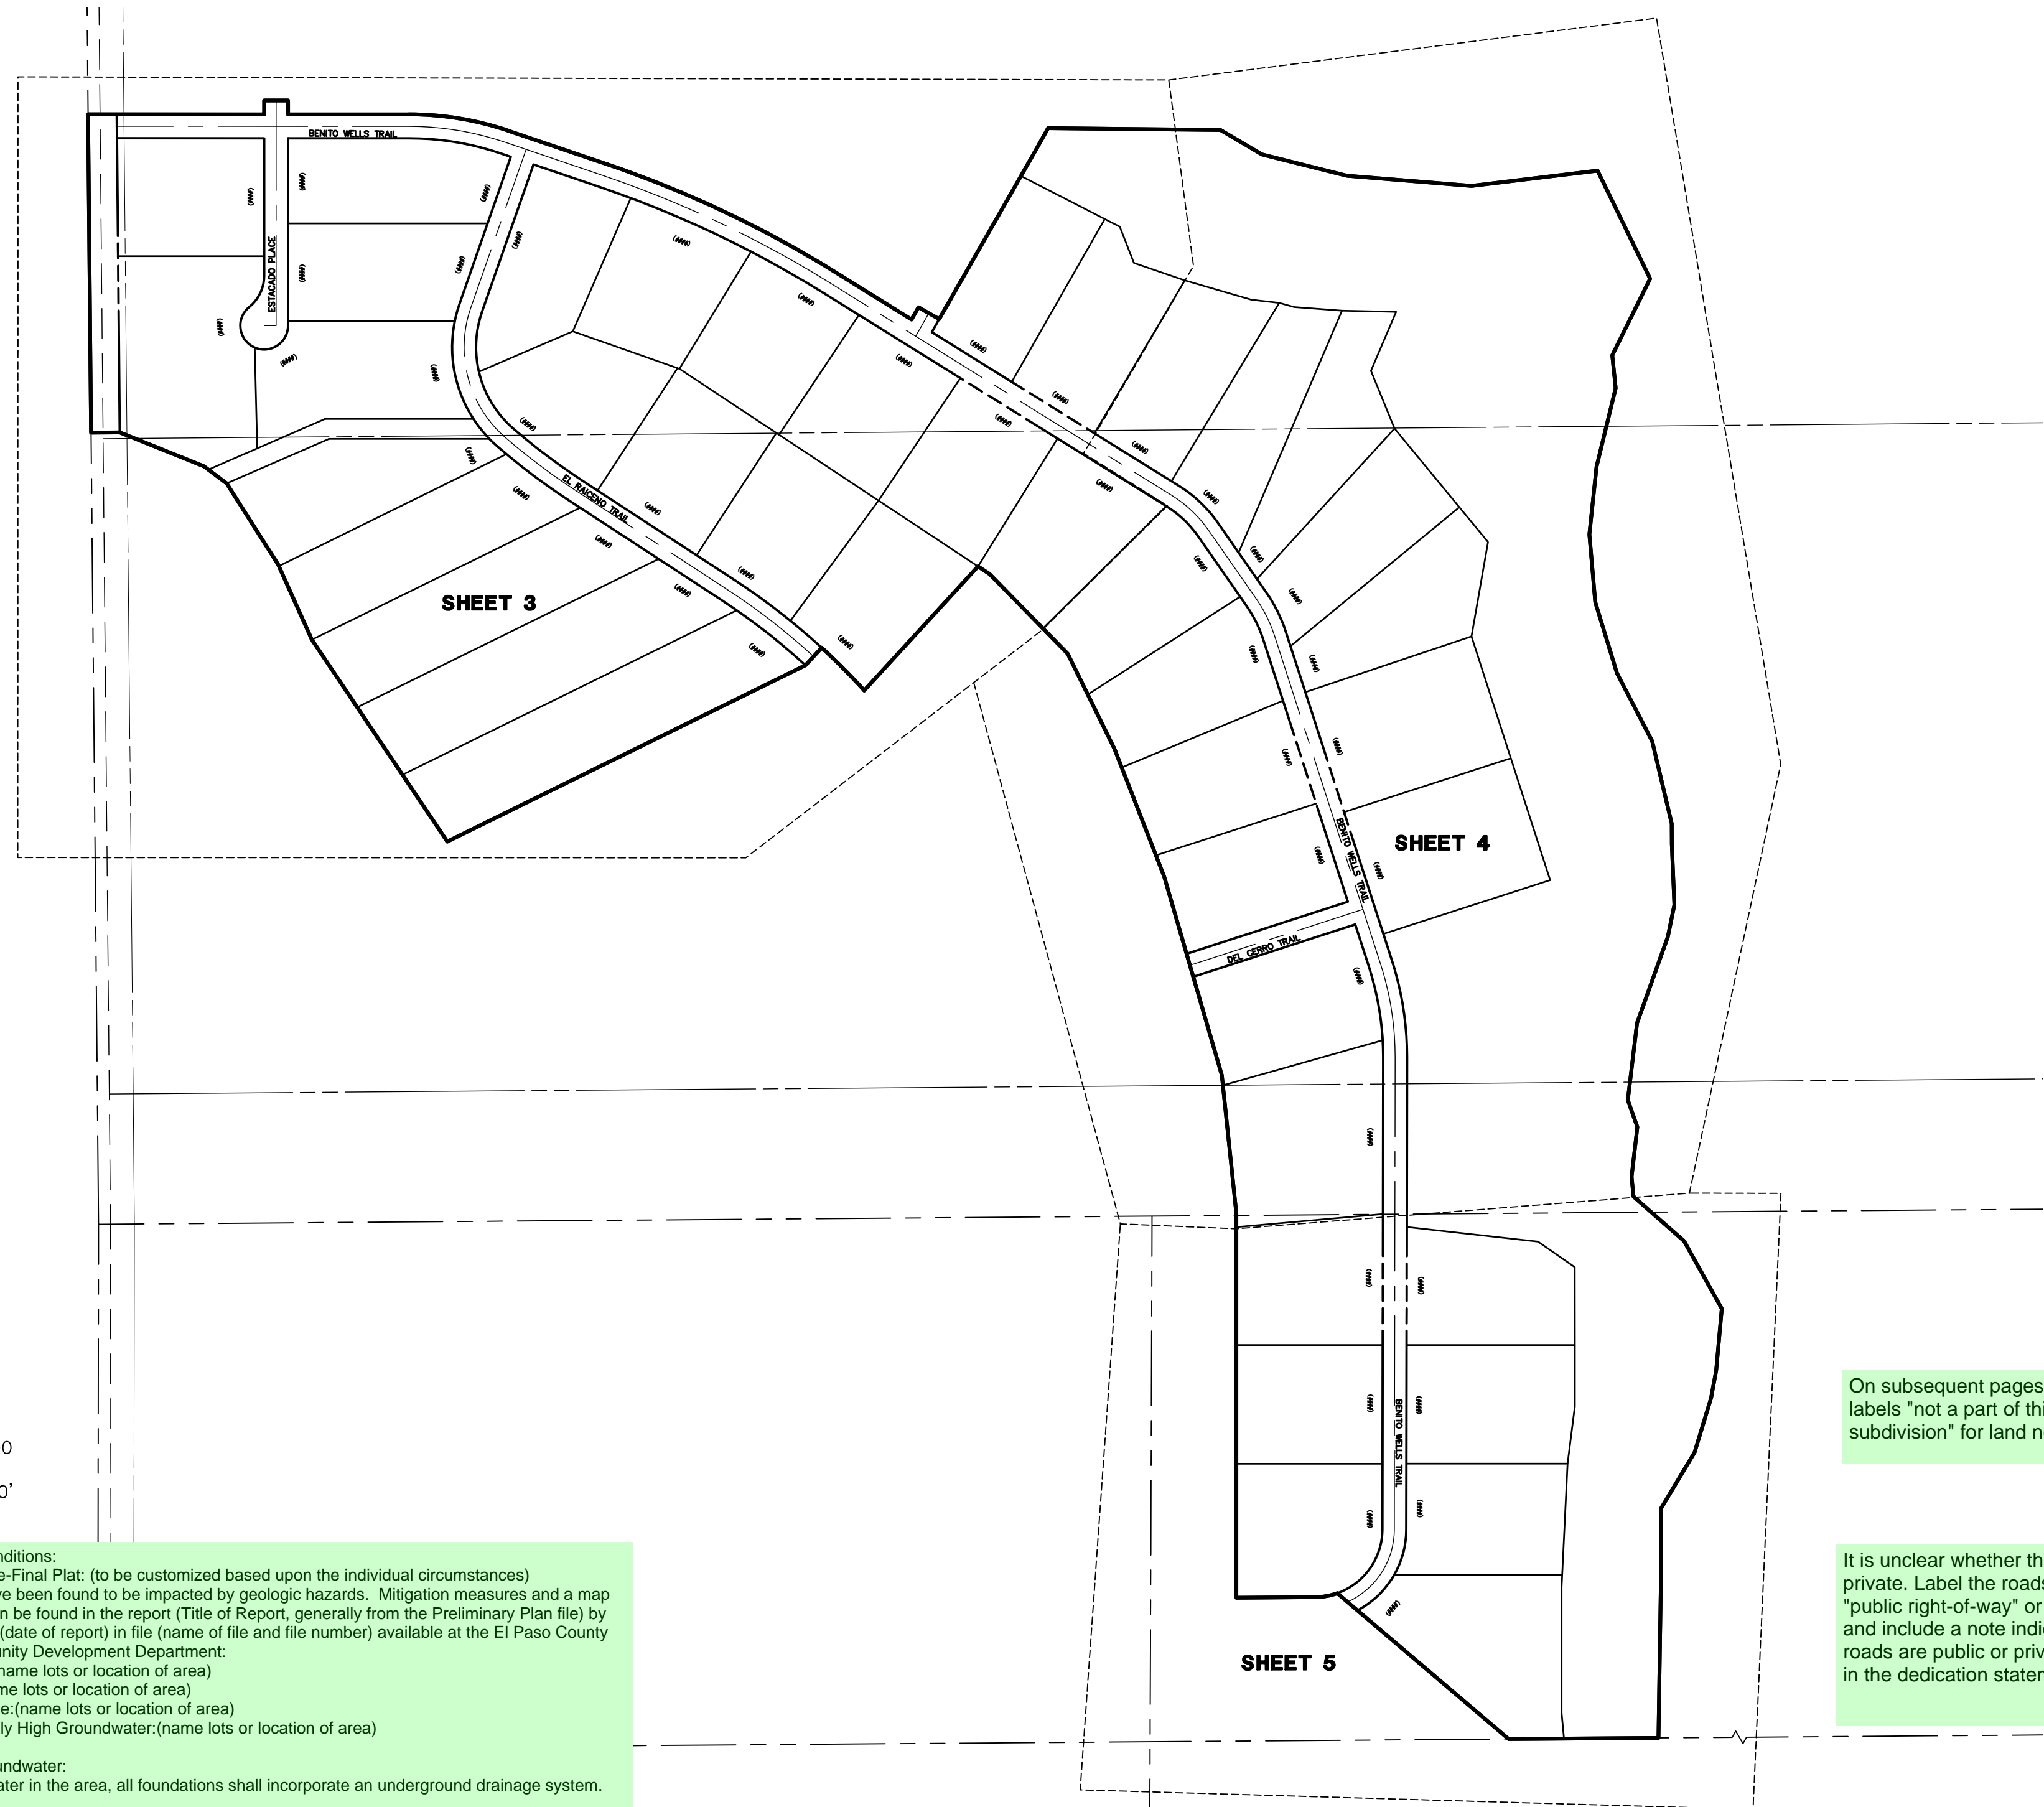 BENITO WELLS TRAIL
ESTACADO PLACE
EL RAICENO TRAIL
SHEET 3
BENITO WELLS TRAIL
SHEET 4
DEL CERRO TRAIL
BENITO WELLS TRAIL
SHEET 5
0
0'
On subsequent pages
labels "not a part of thi
subdivision" for land n
It is unclear whether th
private. Label the roads
"public right-of-way" or
and include a note indi
roads are public or priv
in the dedication stater
nditions:
e-Final Plat: (to be customized based upon the individual circumstances)
ve been found to be impacted by geologic hazards. Mitigation measures and a map
n be found in the report (Title of Report, generally from the Preliminary Plan file) by
(date of report) in file (name of file and file number) available at the El Paso County
unity Development Department:
name lots or location of area)
me lots or location of area)
e:(name lots or location of area)
ly High Groundwater:(name lots or location of area)
undwater:
ater in the area, all foundations shall incorporate an underground drainage system.